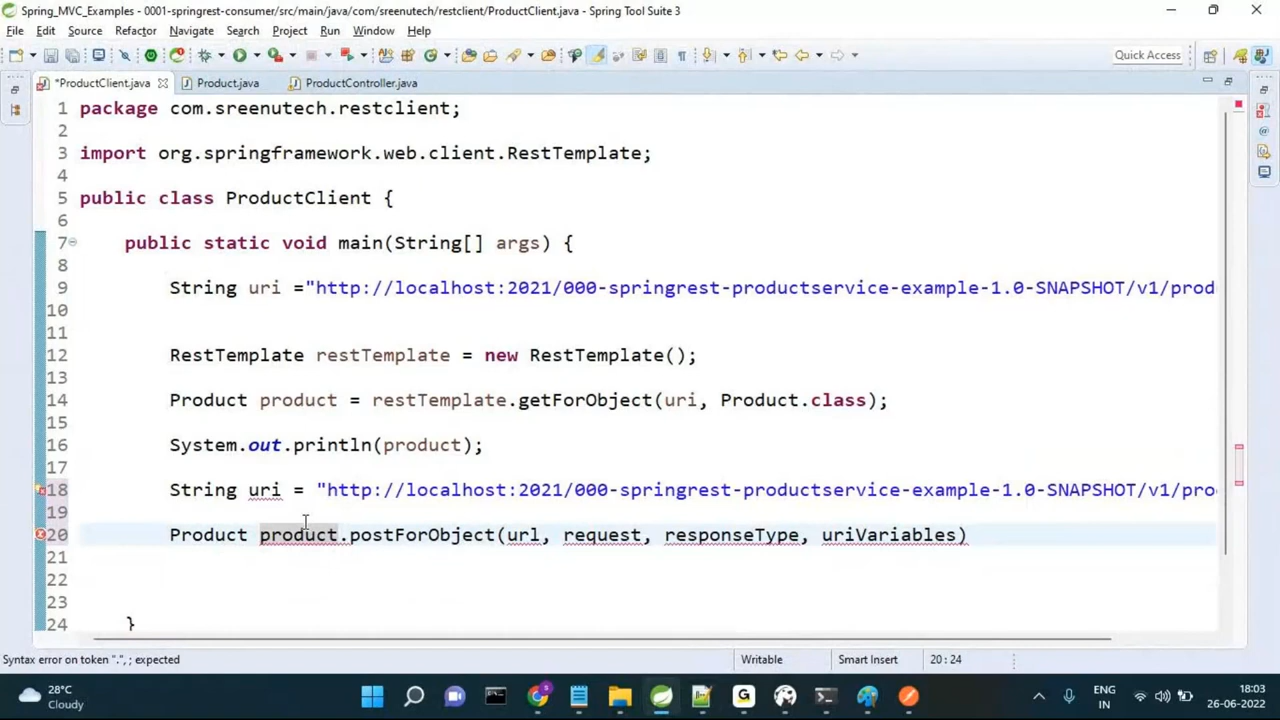 Spring_MVC_Examples - 0001-springrest-consumer/src/main/java/com/sreenutech/restclient/ProductClient.java - Spring Tool Suite 3
File Edit Source Refactor Navigate Search Project Run Window Help
Quick Access
*ProductClient.java Product.java ProductController.java
1 package com.sreenutech.restclient;
2
3 import org.springframework.web.client.RestTemplate;
4
5 public class ProductClient {
6
7 public static void main(String[] args) {
8
9 String uri ="http://localhost:2021/000-springrest-productservice-example-1.0-SNAPSHOT/v1/prod
10
11
12 RestTemplate restTemplate = new RestTemplate();
13
14 Product product = restTemplate.getForObject(uri, Product.class);
15
16 System.out.println(product);
17
18 String uri = "http://localhost:2021/000-springrest-productservice-example-1.0-SNAPSHOT/v1/pro
19
20 Product product.postForObject(url, request, responseType, uriVariables)
21
22
23
24 }
Syntax error on token ".", ; expected Writable Smart Insert 20 : 24
28°C
Cloudy
ENG
IN
18:03
26-06-2022